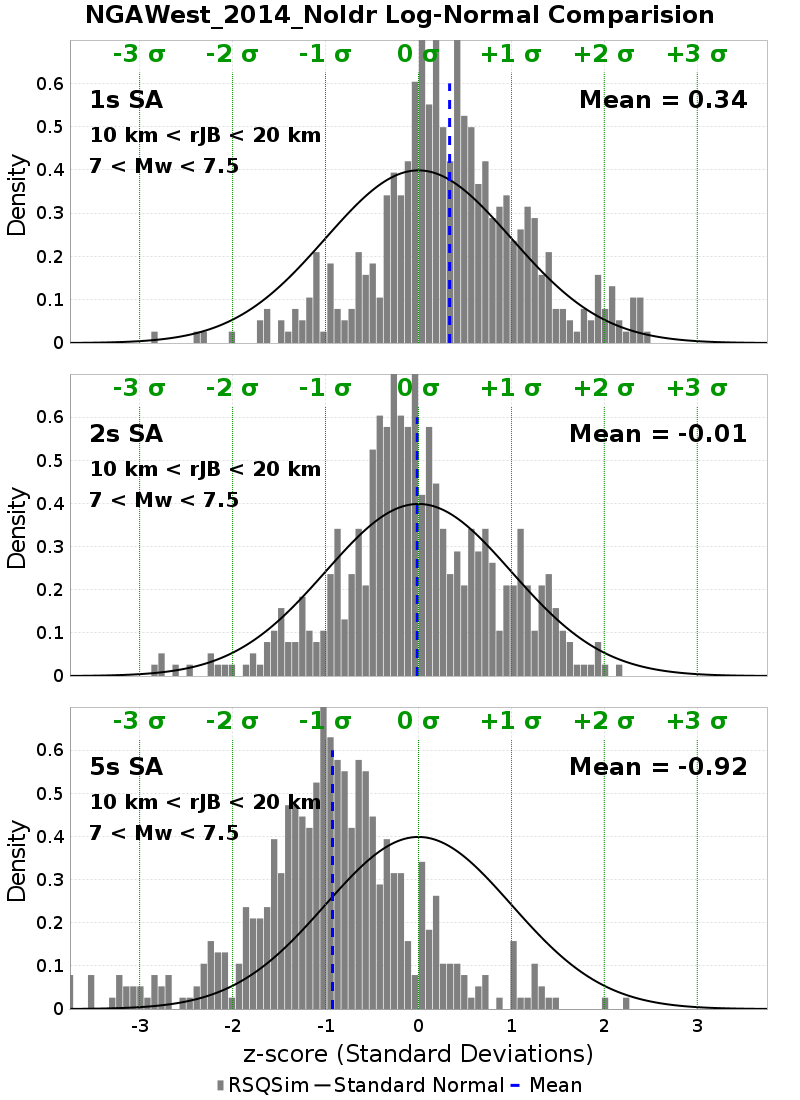 NGAWest_2014_NoIdr Log-Normal Comparision
-3 σ -2 σ -1 σ 0 σ +1 σ +2 σ +3 σ
1s SA
Mean = 0.34
10 km < rJB < 20 km
7 < Mw < 7.5
Density
0.6
0.5
0.4
0.3
0.2
0.1
0
-3 σ -2 σ -1 σ 0 σ +1 σ +2 σ +3 σ
2s SA
Mean = -0.01
10 km < rJB < 20 km
7 < Mw < 7.5
Density
0.6
0.5
0.4
0.3
0.2
0.1
0
-3 σ -2 σ -1 σ 0 σ +1 σ +2 σ +3 σ
5s SA
Mean = -0.92
10 km < rJB < 20 km
7 < Mw < 7.5
Density
0.6
0.5
0.4
0.3
0.2
0.1
0
-3 -2 -1 0 1 2 3
z-score (Standard Deviations)
RSQSim Standard Normal Mean